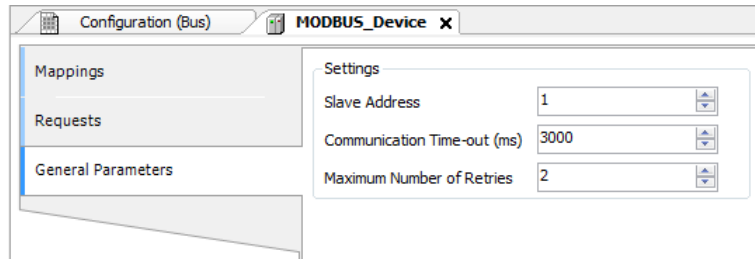 Configuration (Bus) MODBUS_Device x
Mappings
Requests
General Parameters
Settings
Slave Address 1
Communication Time-out (ms) 3000
Maximum Number of Retries 2